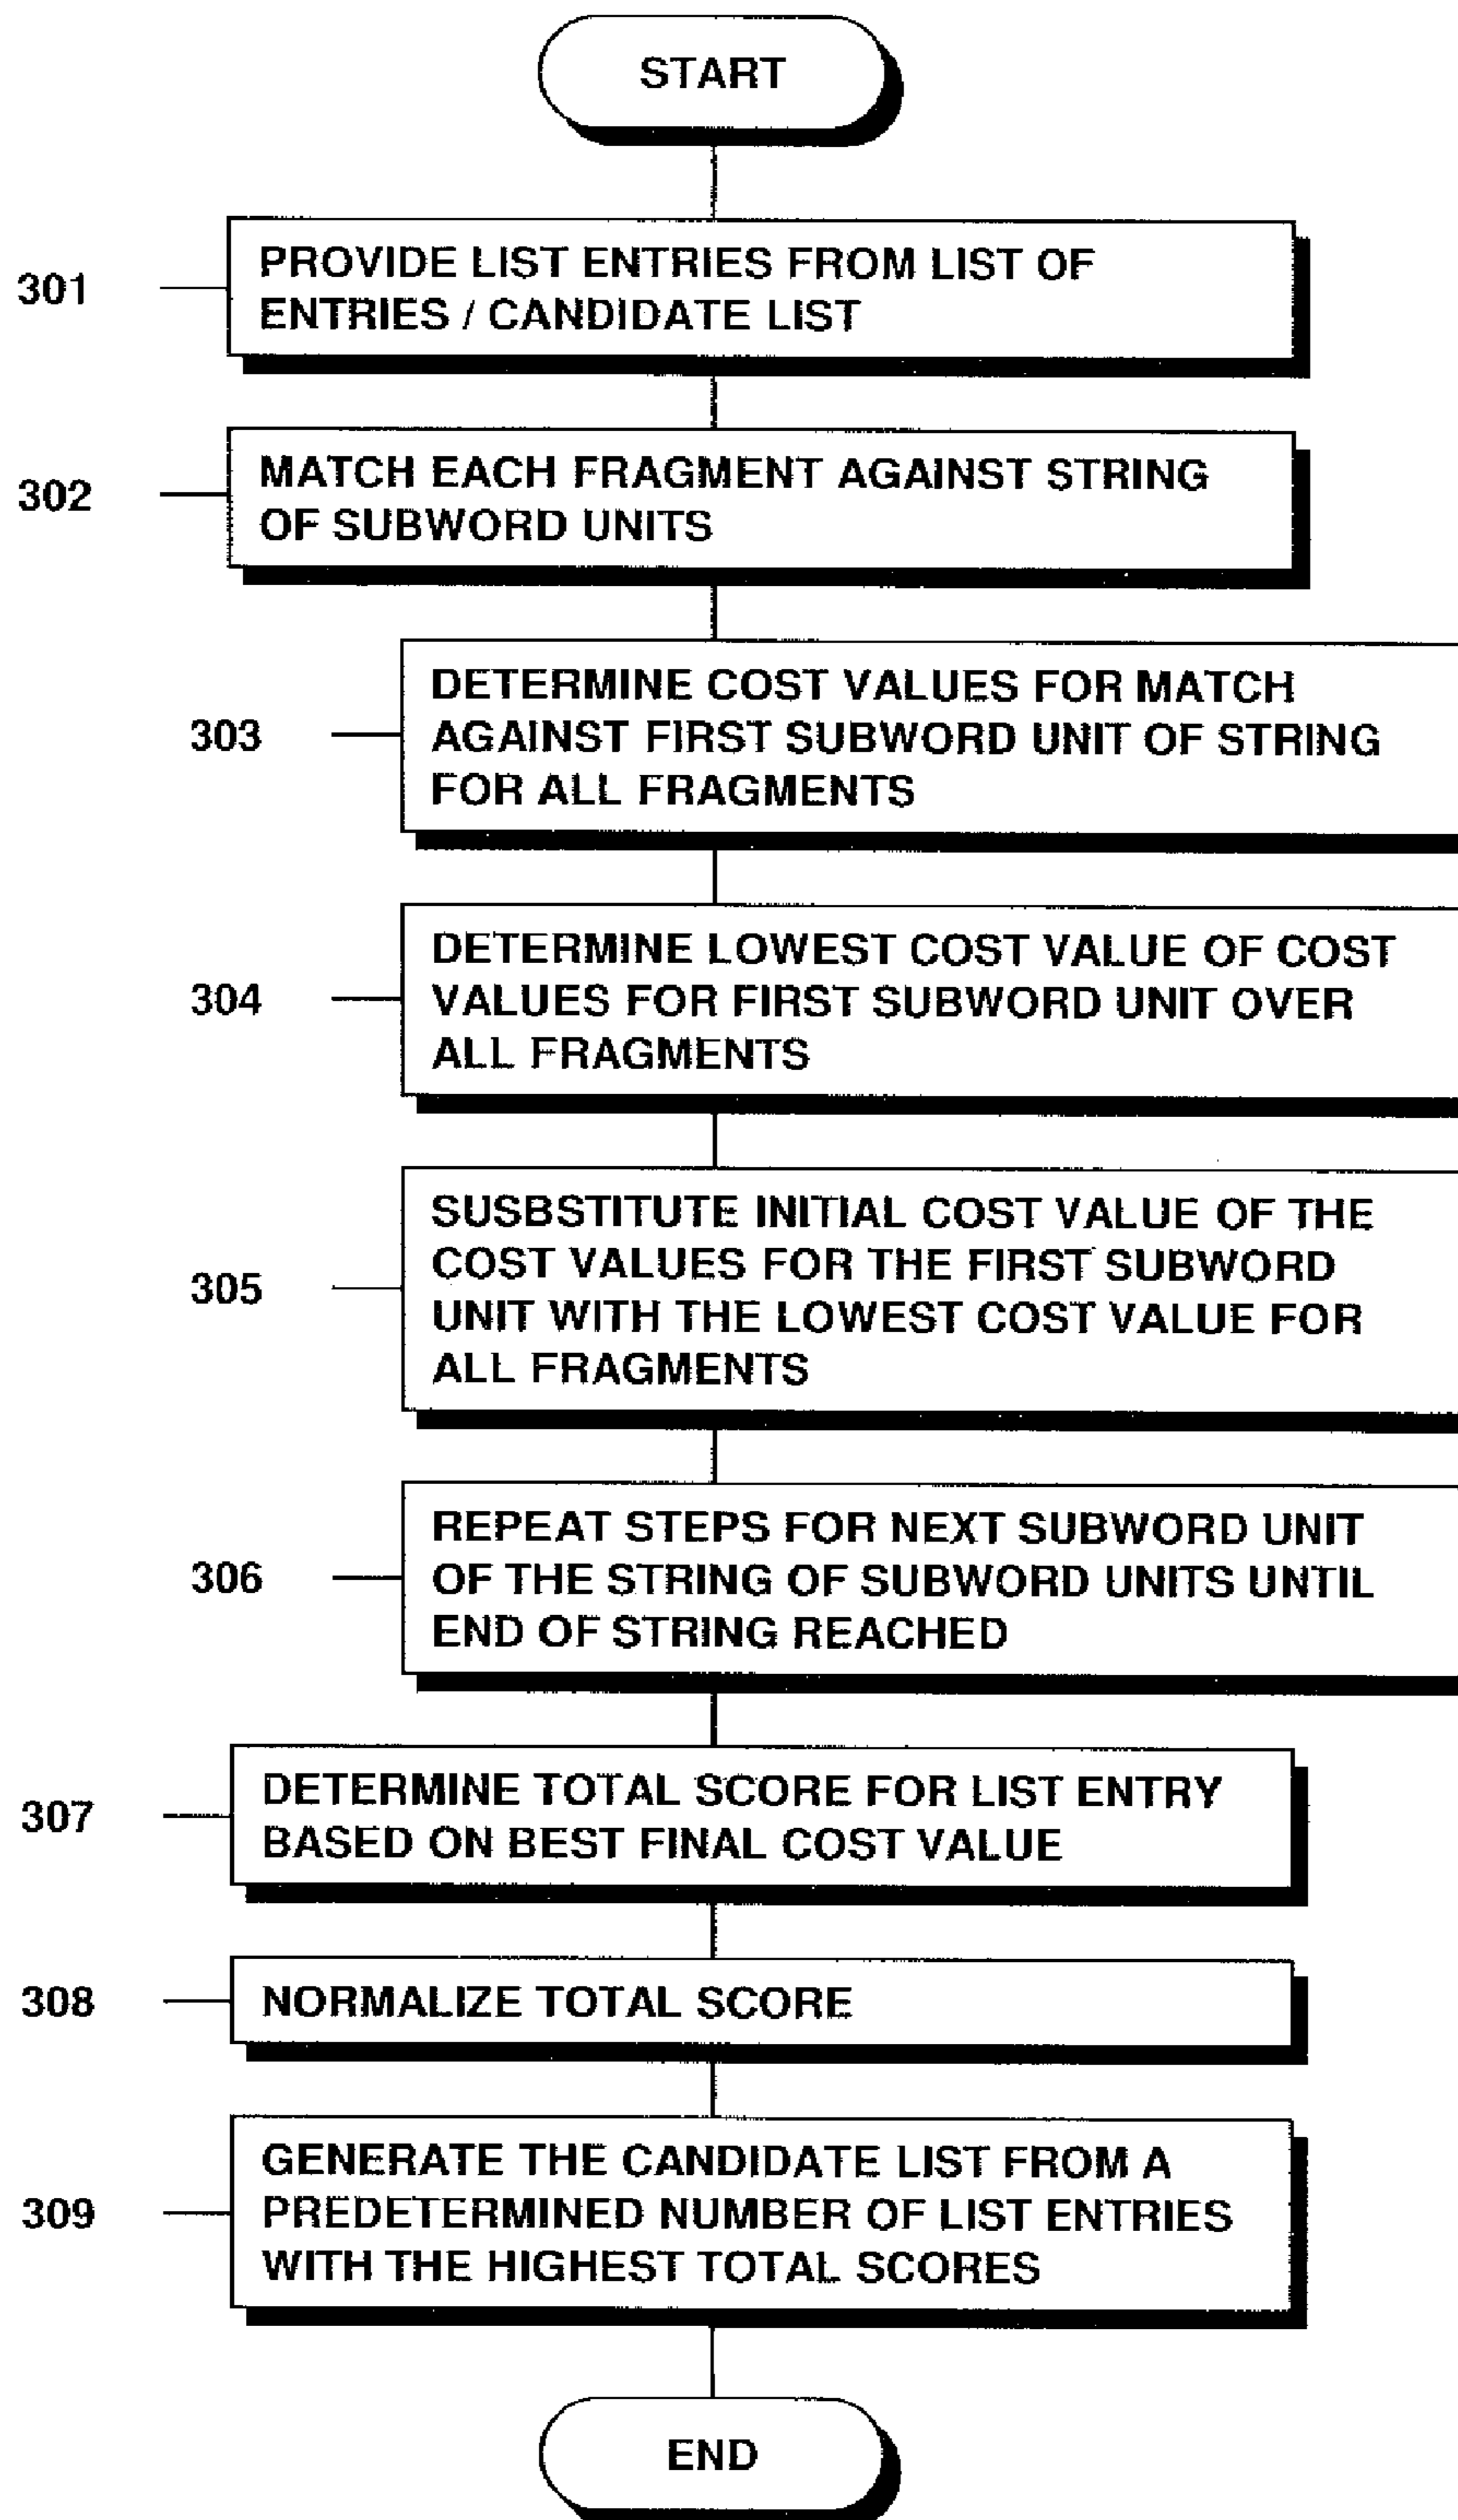 START
301
PROVIDE LIST ENTRIES FROM LIST OF
ENTRIES / CANDIDATE LIST
302
MATCH EACH FRAGMENT AGAINST STRING
OF SUBWORD UNITS
303
DETERMINE COST VALUES FOR MATCH
AGAINST FIRST SUBWORD UNIT OF STRING
FOR ALL FRAGMENTS
304
DETERMINE LOWEST COST VALUE OF COST
VALUES FOR FIRST SUBWORD UNIT OVER
ALL FRAGMENTS
305
SUSBSTITUTE INITIAL COST VALUE OF THE
COST VALUES FOR THE FIRST SUBWORD
UNIT WITH THE LOWEST COST VALUE FOR
ALL FRAGMENTS
306
REPEAT STEPS FOR NEXT SUBWORD UNIT
OF THE STRING OF SUBWORD UNITS UNTIL
END OF STRING REACHED
307
DETERMINE TOTAL SCORE FOR LIST ENTRY
BASED ON BEST FINAL COST VALUE
308
NORMALIZE TOTAL SCORE
309
GENERATE THE CANDIDATE LIST FROM A
PREDETERMINED NUMBER OF LIST ENTRIES
WITH THE HIGHEST TOTAL SCORES
END